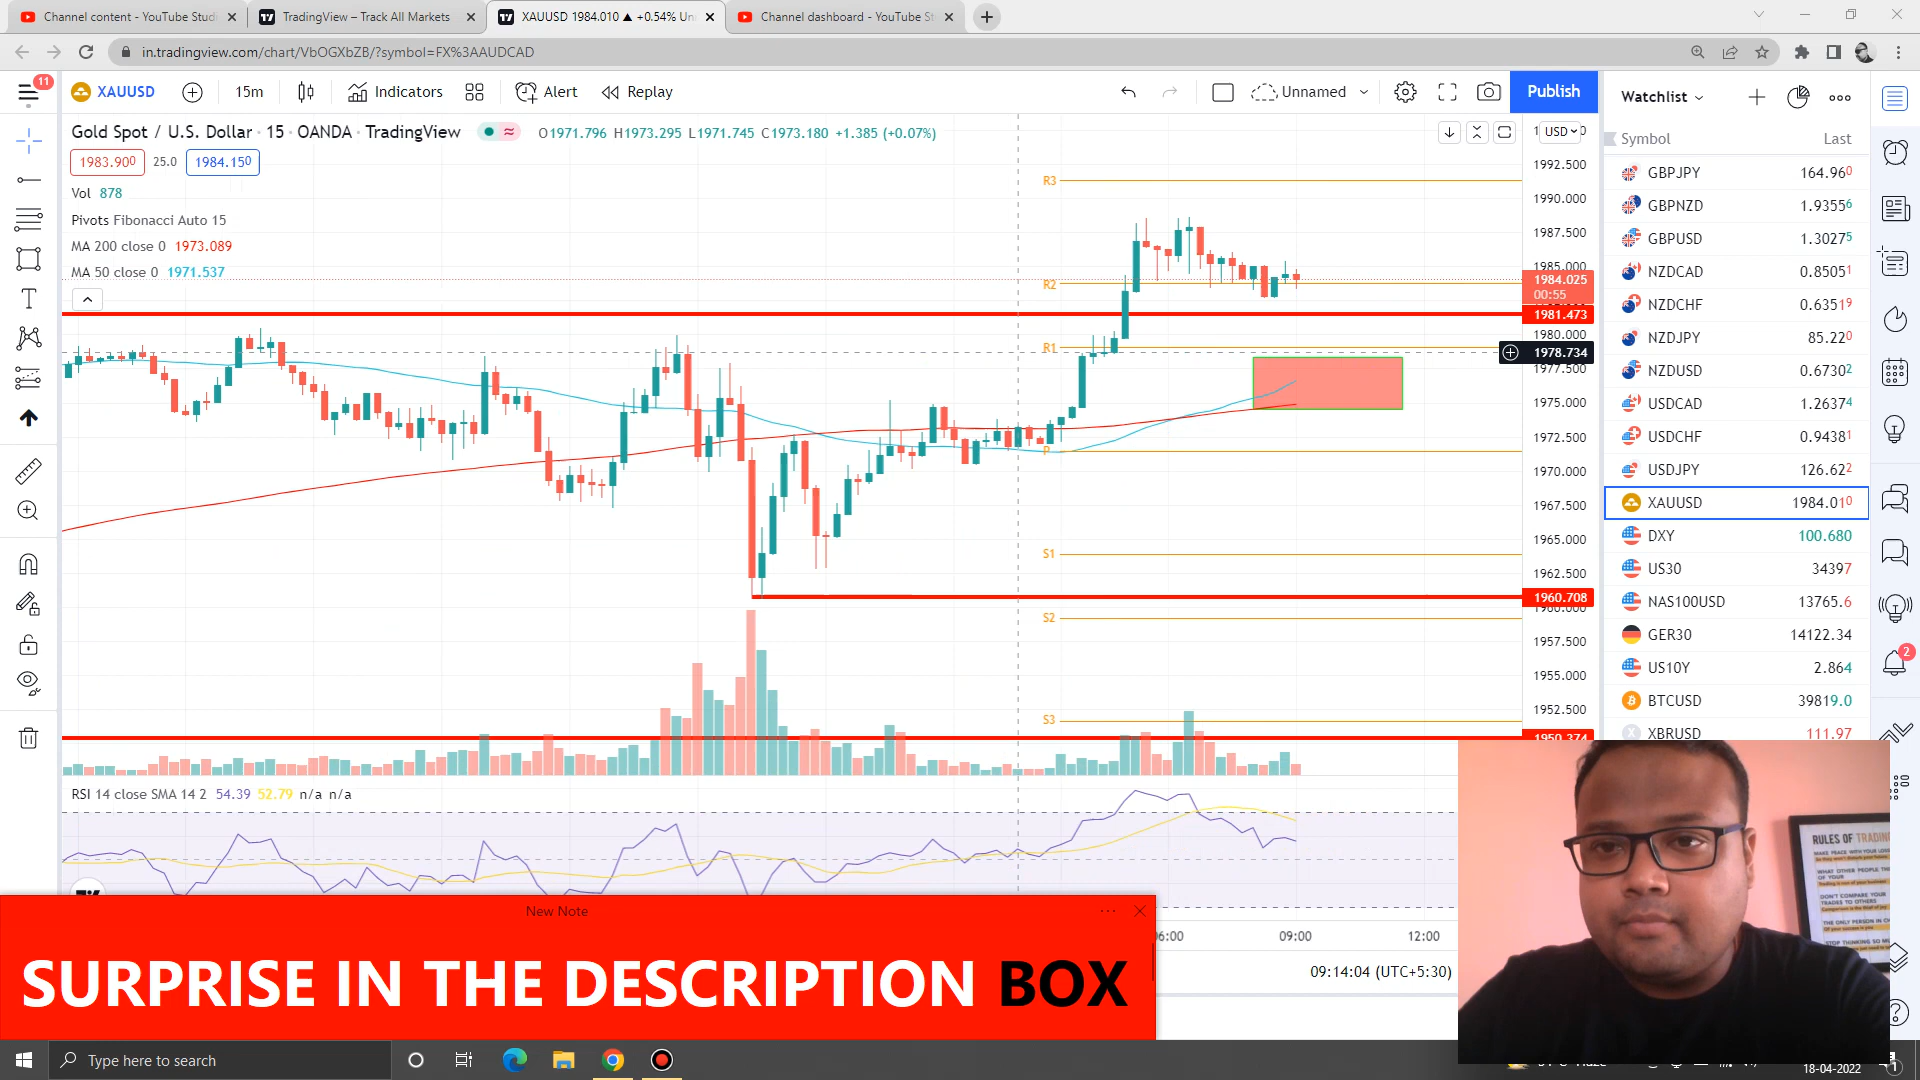 Channel content - YouTube Studi
TradingView – Track All Markets
XAUUSD 1984.010 ▲ +0.54% Un
Channel dashboard - YouTube St
in.tradingview.com/chart/VbOGXbZB/?symbol=FX%3AAUDCAD
11
XAUUSD
15m
Indicators
Alert
Replay
Unnamed
Publish
Watchlist
Gold Spot / U.S. Dollar · 15 · OANDA · TradingView
O1971.796 H1973.295 L1971.745 C1973.180 +1.385 (+0.07%)
USD
Symbol
Last
1983.900
25.0
1984.150
Vol 878
Pivots Fibonacci Auto 15
MA 200 close 0 1973.089
MA 50 close 0 1971.537
R3
R2
R1
P
S1
S2
S3
1992.500
1990.000
1987.500
1985.000
1984.025
00:55
1981.473
1980.000
1978.734
1977.500
1975.000
1972.500
1970.000
1967.500
1965.000
1962.500
1960.708
1960.000
1957.500
1955.000
1952.500
1950.374
GBPJPY 164.960
GBPNZD 1.93556
GBPUSD 1.30275
NZDCAD 0.85051
NZDCHF 0.63519
NZDJPY 85.220
NZDUSD 0.67302
USDCAD 1.26374
USDCHF 0.94381
USDJPY 126.622
XAUUSD 1984.010
DXY 100.680
US30 34397
NAS100USD 13765.6
GER30 14122.34
US10Y 2.864
BTCUSD 39819.0
XBRUSD 111.97
2
RSI 14 close SMA 14 2 54.39 52.79 n/a n/a
06:00
09:00
12:00
09:14:04 (UTC+5:30)
New Note
SURPRISE IN THE DESCRIPTION BOX
RULES OF TRADING
Type here to search
18-04-2022
1